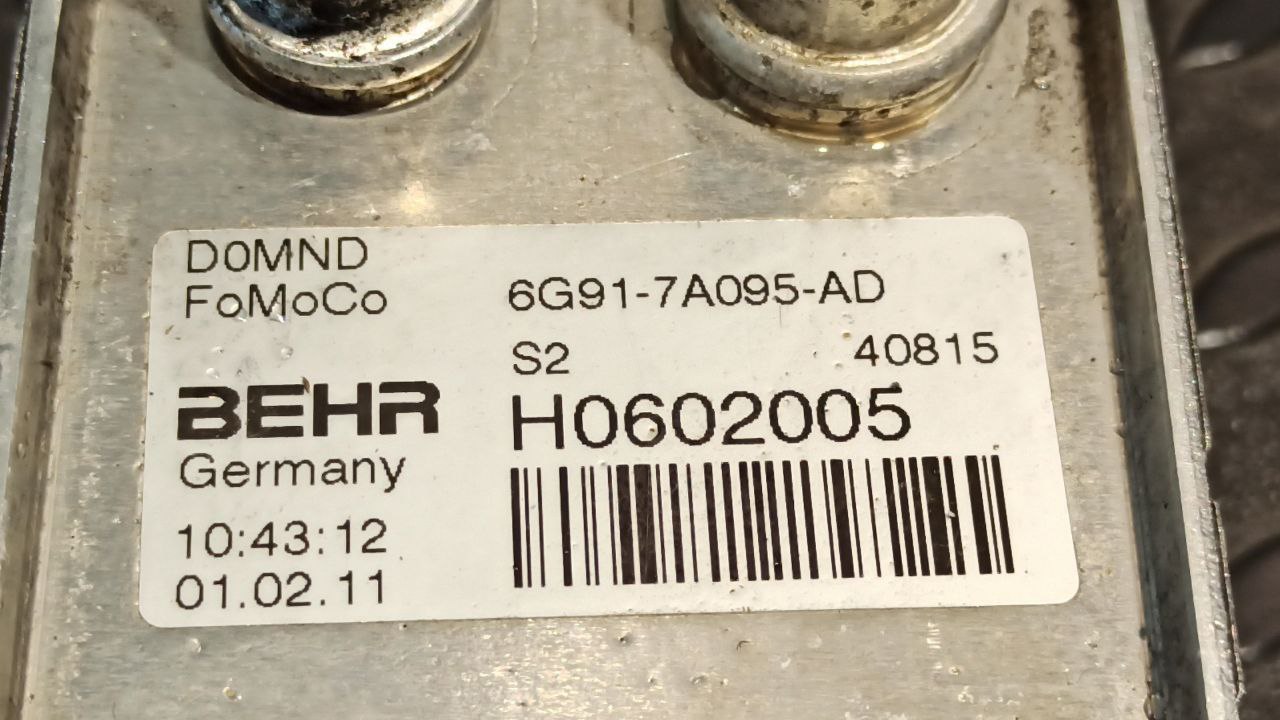 D0MND
FoMoCo
6G91-7A095-AD
S2 40815
BEHR
H0602005
Germany
10:43:12
01.02.11